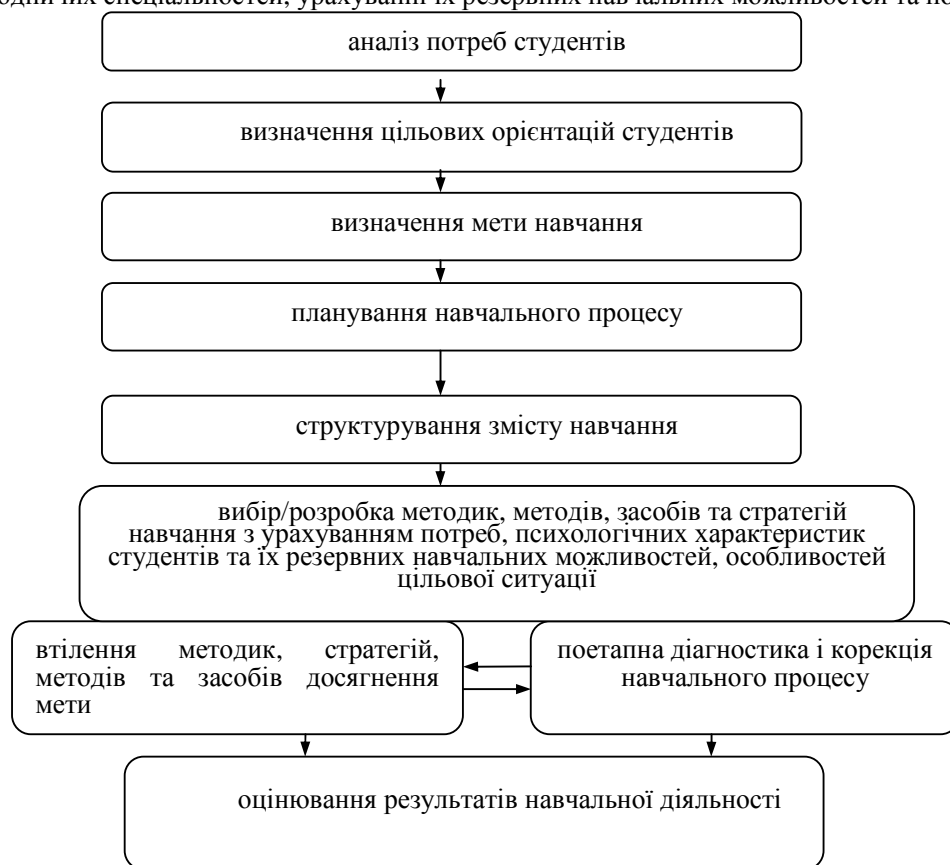 спеціальностей, урахуванні їх резервних навчальних можливостей та
аналіз потреб студентів
визначення цільових орієнтацій студентів
визначення мети навчання
планування навчального процесу
структурування змісту навчання
вибір/розробка методик, методів, засобів та стратегій
навчання з урахуванням потреб, психологічних характеристик
студентів та їх резервних навчальних можливостей, особливостей
цільової ситуації
втілення методик, стратегій,
методів та засобів досягнення
мети
поетапна діагностика і корекція
навчального процесу
оцінювання результатів навчальної діяльності